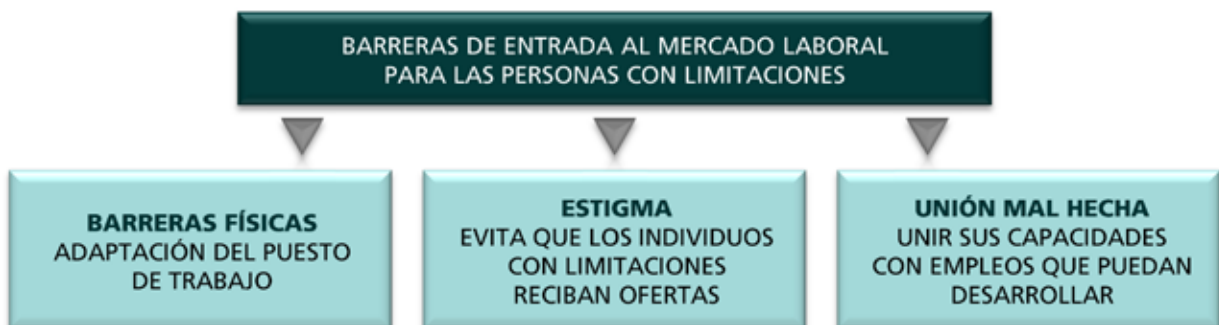 BARRERAS DE ENTRADA AL MERCADO LABORAL
PARA LAS PERSONAS CON LIMITACIONES
BARRERAS FÍSICAS
ADAPTACIÓN DEL PUESTO
DE TRABAJO
ESTIGMA
EVITA QUE LOS INDIVIDUOS
CON LIMITACIONES
RECIBAN OFERTAS
UNIÓN MAL HECHA
UNIR SUS CAPACIDADES
CON EMPLEOS QUE PUEDAN
DESARROLLAR